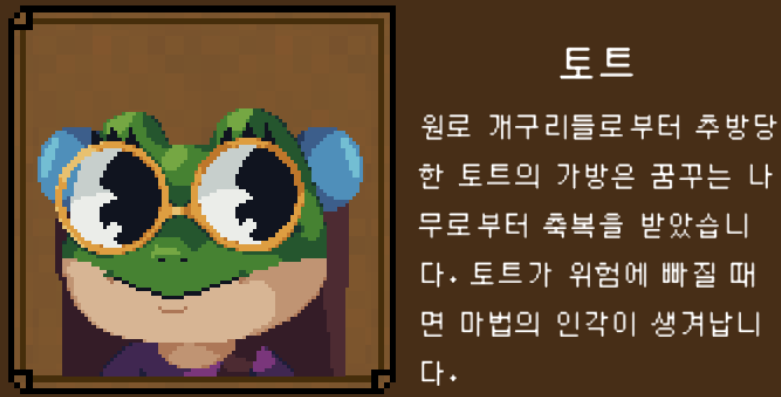 토트
원로 개구리들로부터 추방당
한 토트의 가방은 꿈꾸는 나
무로부터 축복을 받았습니
다. 토트가 위험에 빠질 때
면 마법의 인각이 생겨납니
다.